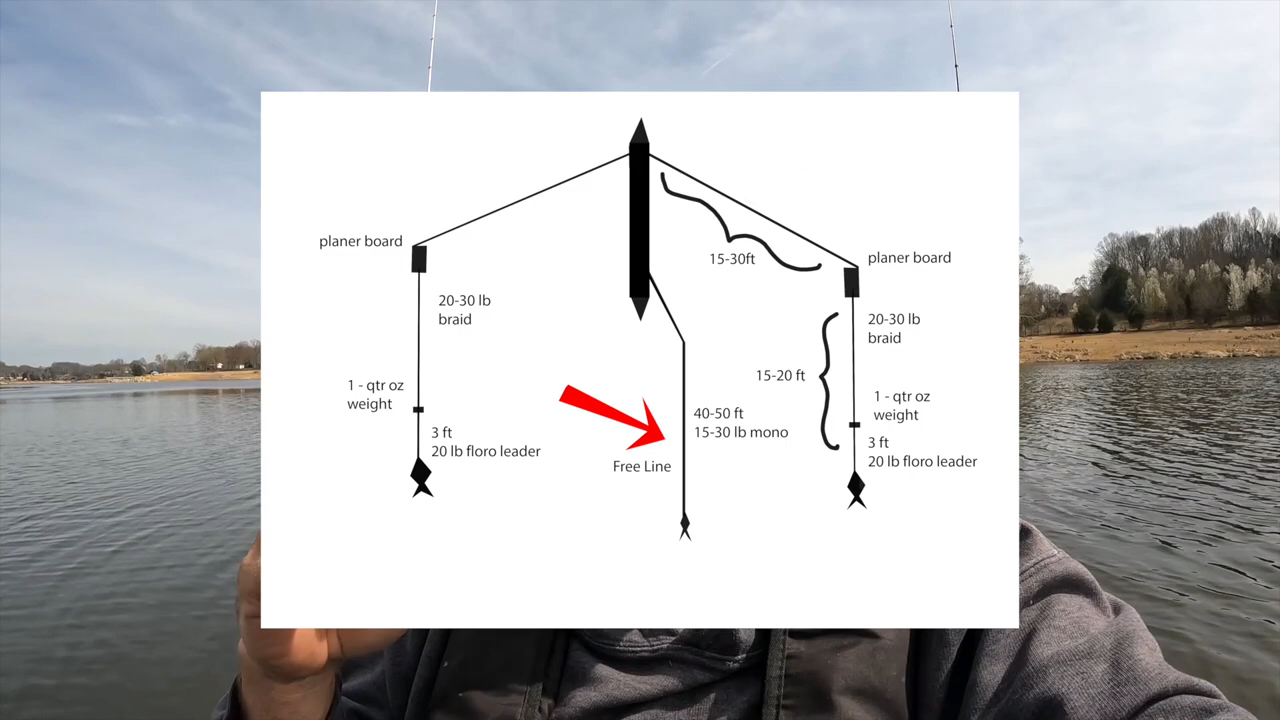 planer board
20-30 lb
braid
1 - qtr oz
weight
3 ft
20 lb floro leader
15-30ft
40-50 ft
15-30 lb mono
Free Line
planer board
20-30 lb
braid
15-20 ft
1 - qtr oz
weight
3 ft
20 lb floro leader